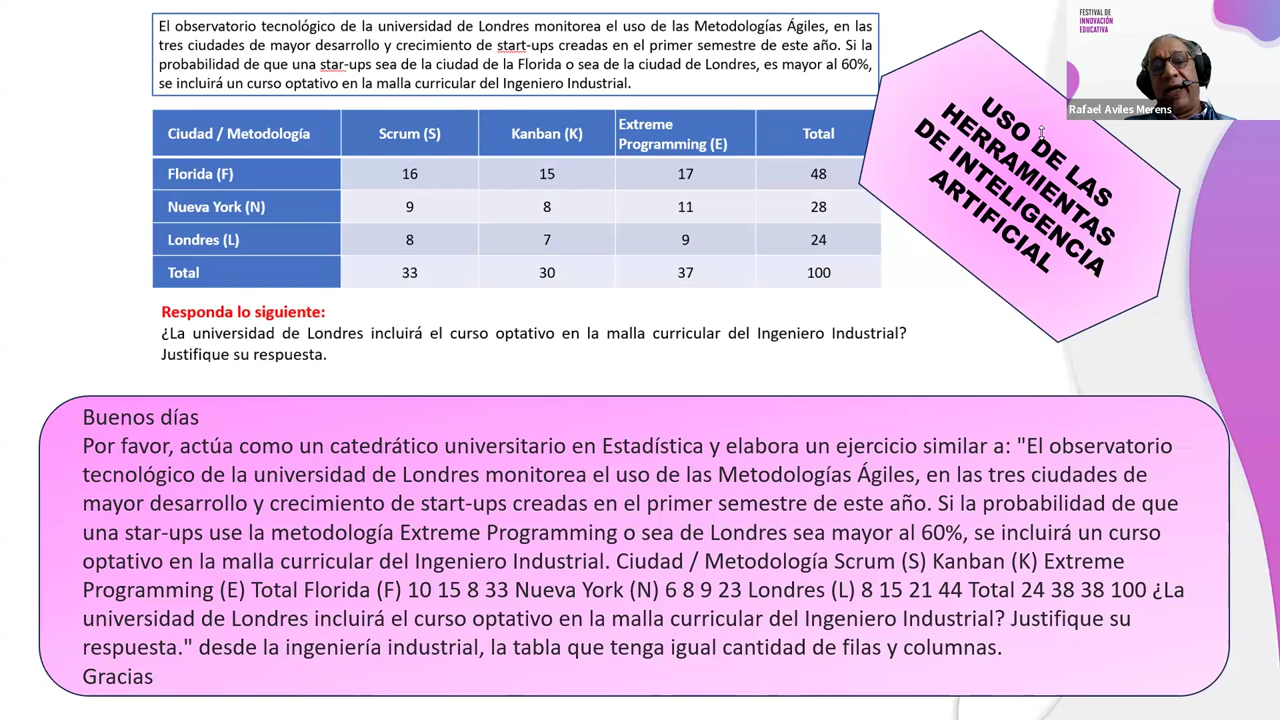 El observatorio tecnológico de la universidad de Londres monitorea el uso de las Metodologías Ágiles, en las
tres ciudades de mayor desarrollo y crecimiento de start-ups creadas en el primer semestre de este año. Si la
probabilidad de que una star-ups sea de la ciudad de la Florida o sea de la ciudad de Londres, es mayor al 60%,
se incluirá un curso optativo en la malla curricular del Ingeniero Industrial.
Ciudad / Metodología Scrum (S) Kanban (K) Extreme Programming (E) Total
Florida (F) 16 15 17 48
Nueva York (N) 9 8 11 28
Londres (L) 8 7 9 24
Total 33 30 37 100
Responda lo siguiente:
¿La universidad de Londres incluirá el curso optativo en la malla curricular del Ingeniero Industrial?
Justifique su respuesta.
USO DE LAS
HERRAMIENTAS
DE INTELIGENCIA
ARTIFICIAL
FESTIVAL DE
INNOVACIÓN
EDUCATIVA
Rafael Aviles Merens
Buenos días
Por favor, actúa como un catedrático universitario en Estadística y elabora un ejercicio similar a: "El observatorio
tecnológico de la universidad de Londres monitorea el uso de las Metodologías Ágiles, en las tres ciudades de
mayor desarrollo y crecimiento de start-ups creadas en el primer semestre de este año. Si la probabilidad de que
una star-ups use la metodología Extreme Programming o sea de Londres sea mayor al 60%, se incluirá un curso
optativo en la malla curricular del Ingeniero Industrial. Ciudad / Metodología Scrum (S) Kanban (K) Extreme
Programming (E) Total Florida (F) 10 15 8 33 Nueva York (N) 6 8 9 23 Londres (L) 8 15 21 44 Total 24 38 38 100 ¿La
universidad de Londres incluirá el curso optativo en la malla curricular del Ingeniero Industrial? Justifique su
respuesta." desde la ingeniería industrial, la tabla que tenga igual cantidad de filas y columnas.
Gracias